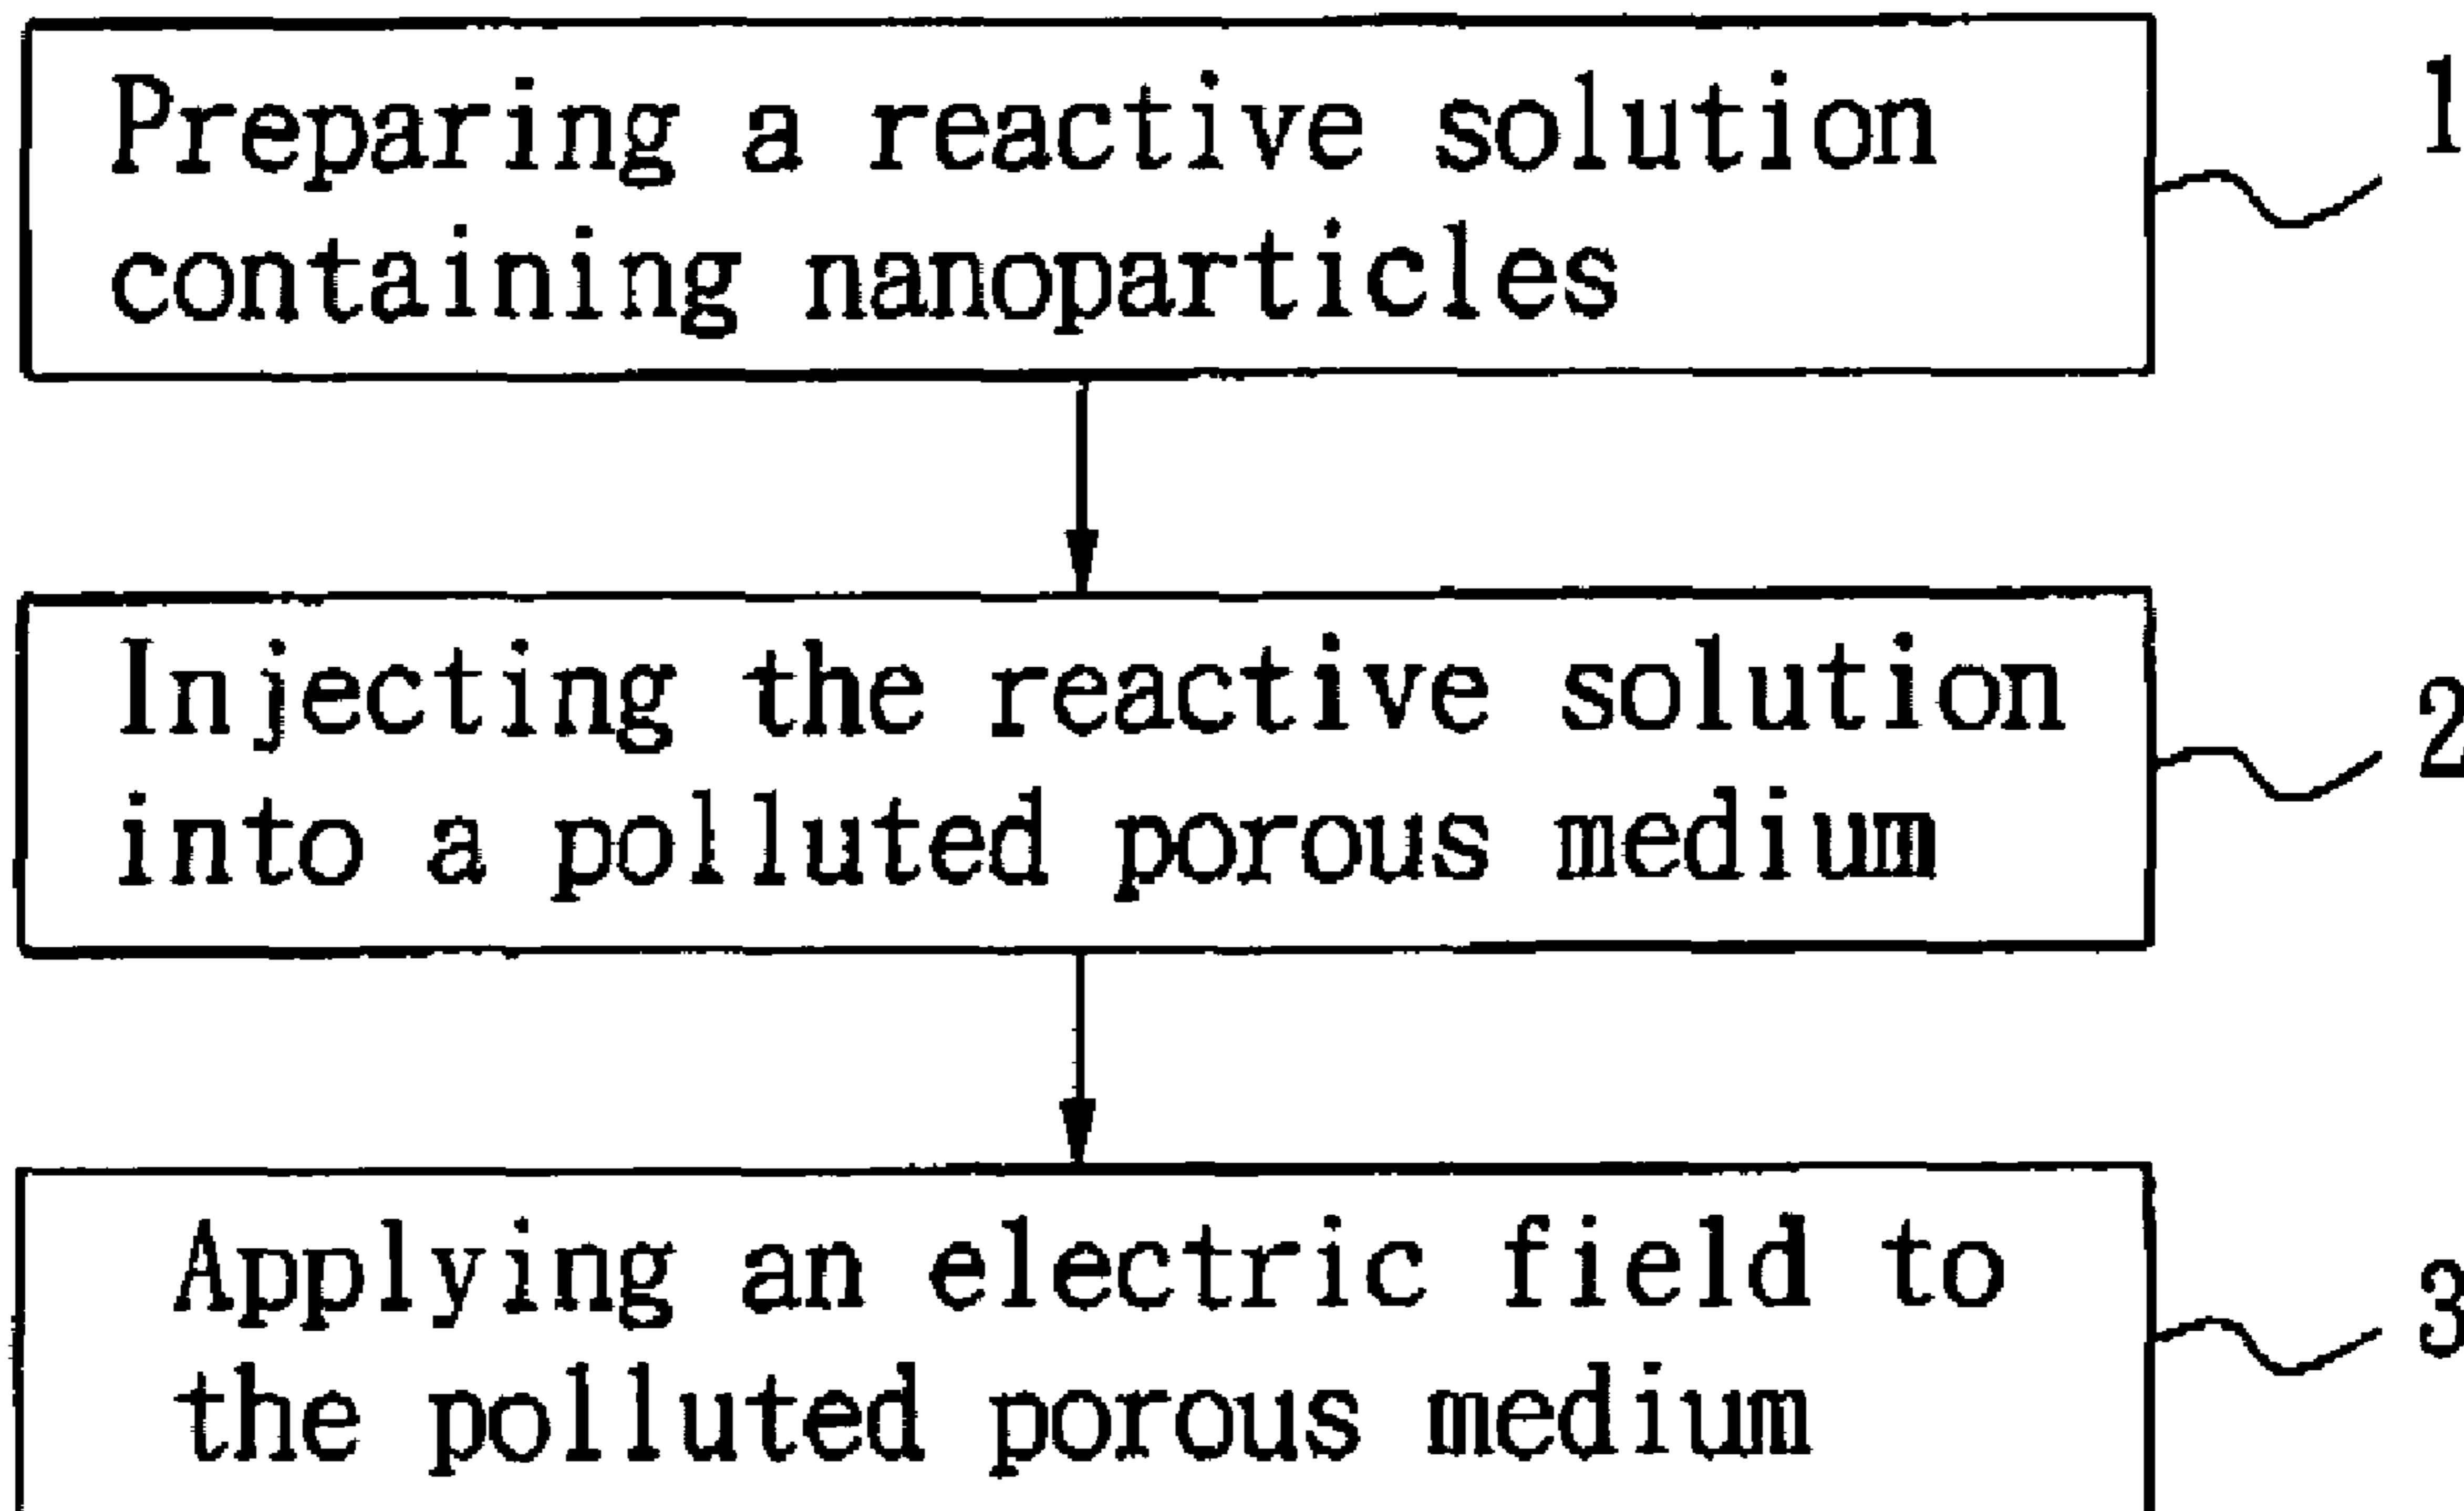 Preparing a reactive solution
containing nanoparticles
1
Injecting the reactive solution
into a polluted porous medium
2
Applying an electric field to
the polluted porous medium
3